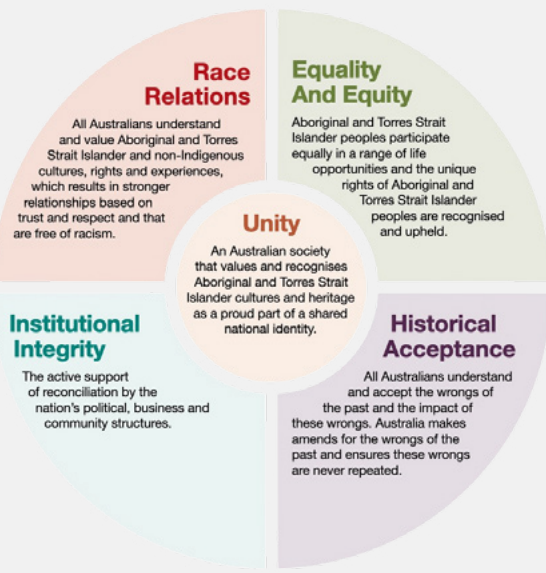 Race
Relations
All Australians understand
and value Aboriginal and Torres
Strait Islander and non-Indigenous
cultures, rights and experiences,
which results in stronger
relationships based on
trust and respect and that
are free of racism.
Equality
And Equity
Aboriginal and Torres Strait
Islander peoples participate
equally in a range of life
opportunities and the unique
rights of Aboriginal and
Torres Strait Islander
peoples are recognised
and upheld.
Unity
An Australian society
that values and recognises
Aboriginal and Torres Strait
Islander cultures and heritage
as a proud part of a shared
national identity.
Institutional
Integrity
The active support
of reconciliation by the
nation's political, business and
community structures.
Historical
Acceptance
All Australians understand
and accept the wrongs of
the past and the impact of
these wrongs. Australia makes
amends for the wrongs of the
past and ensures these wrongs
are never repeated.